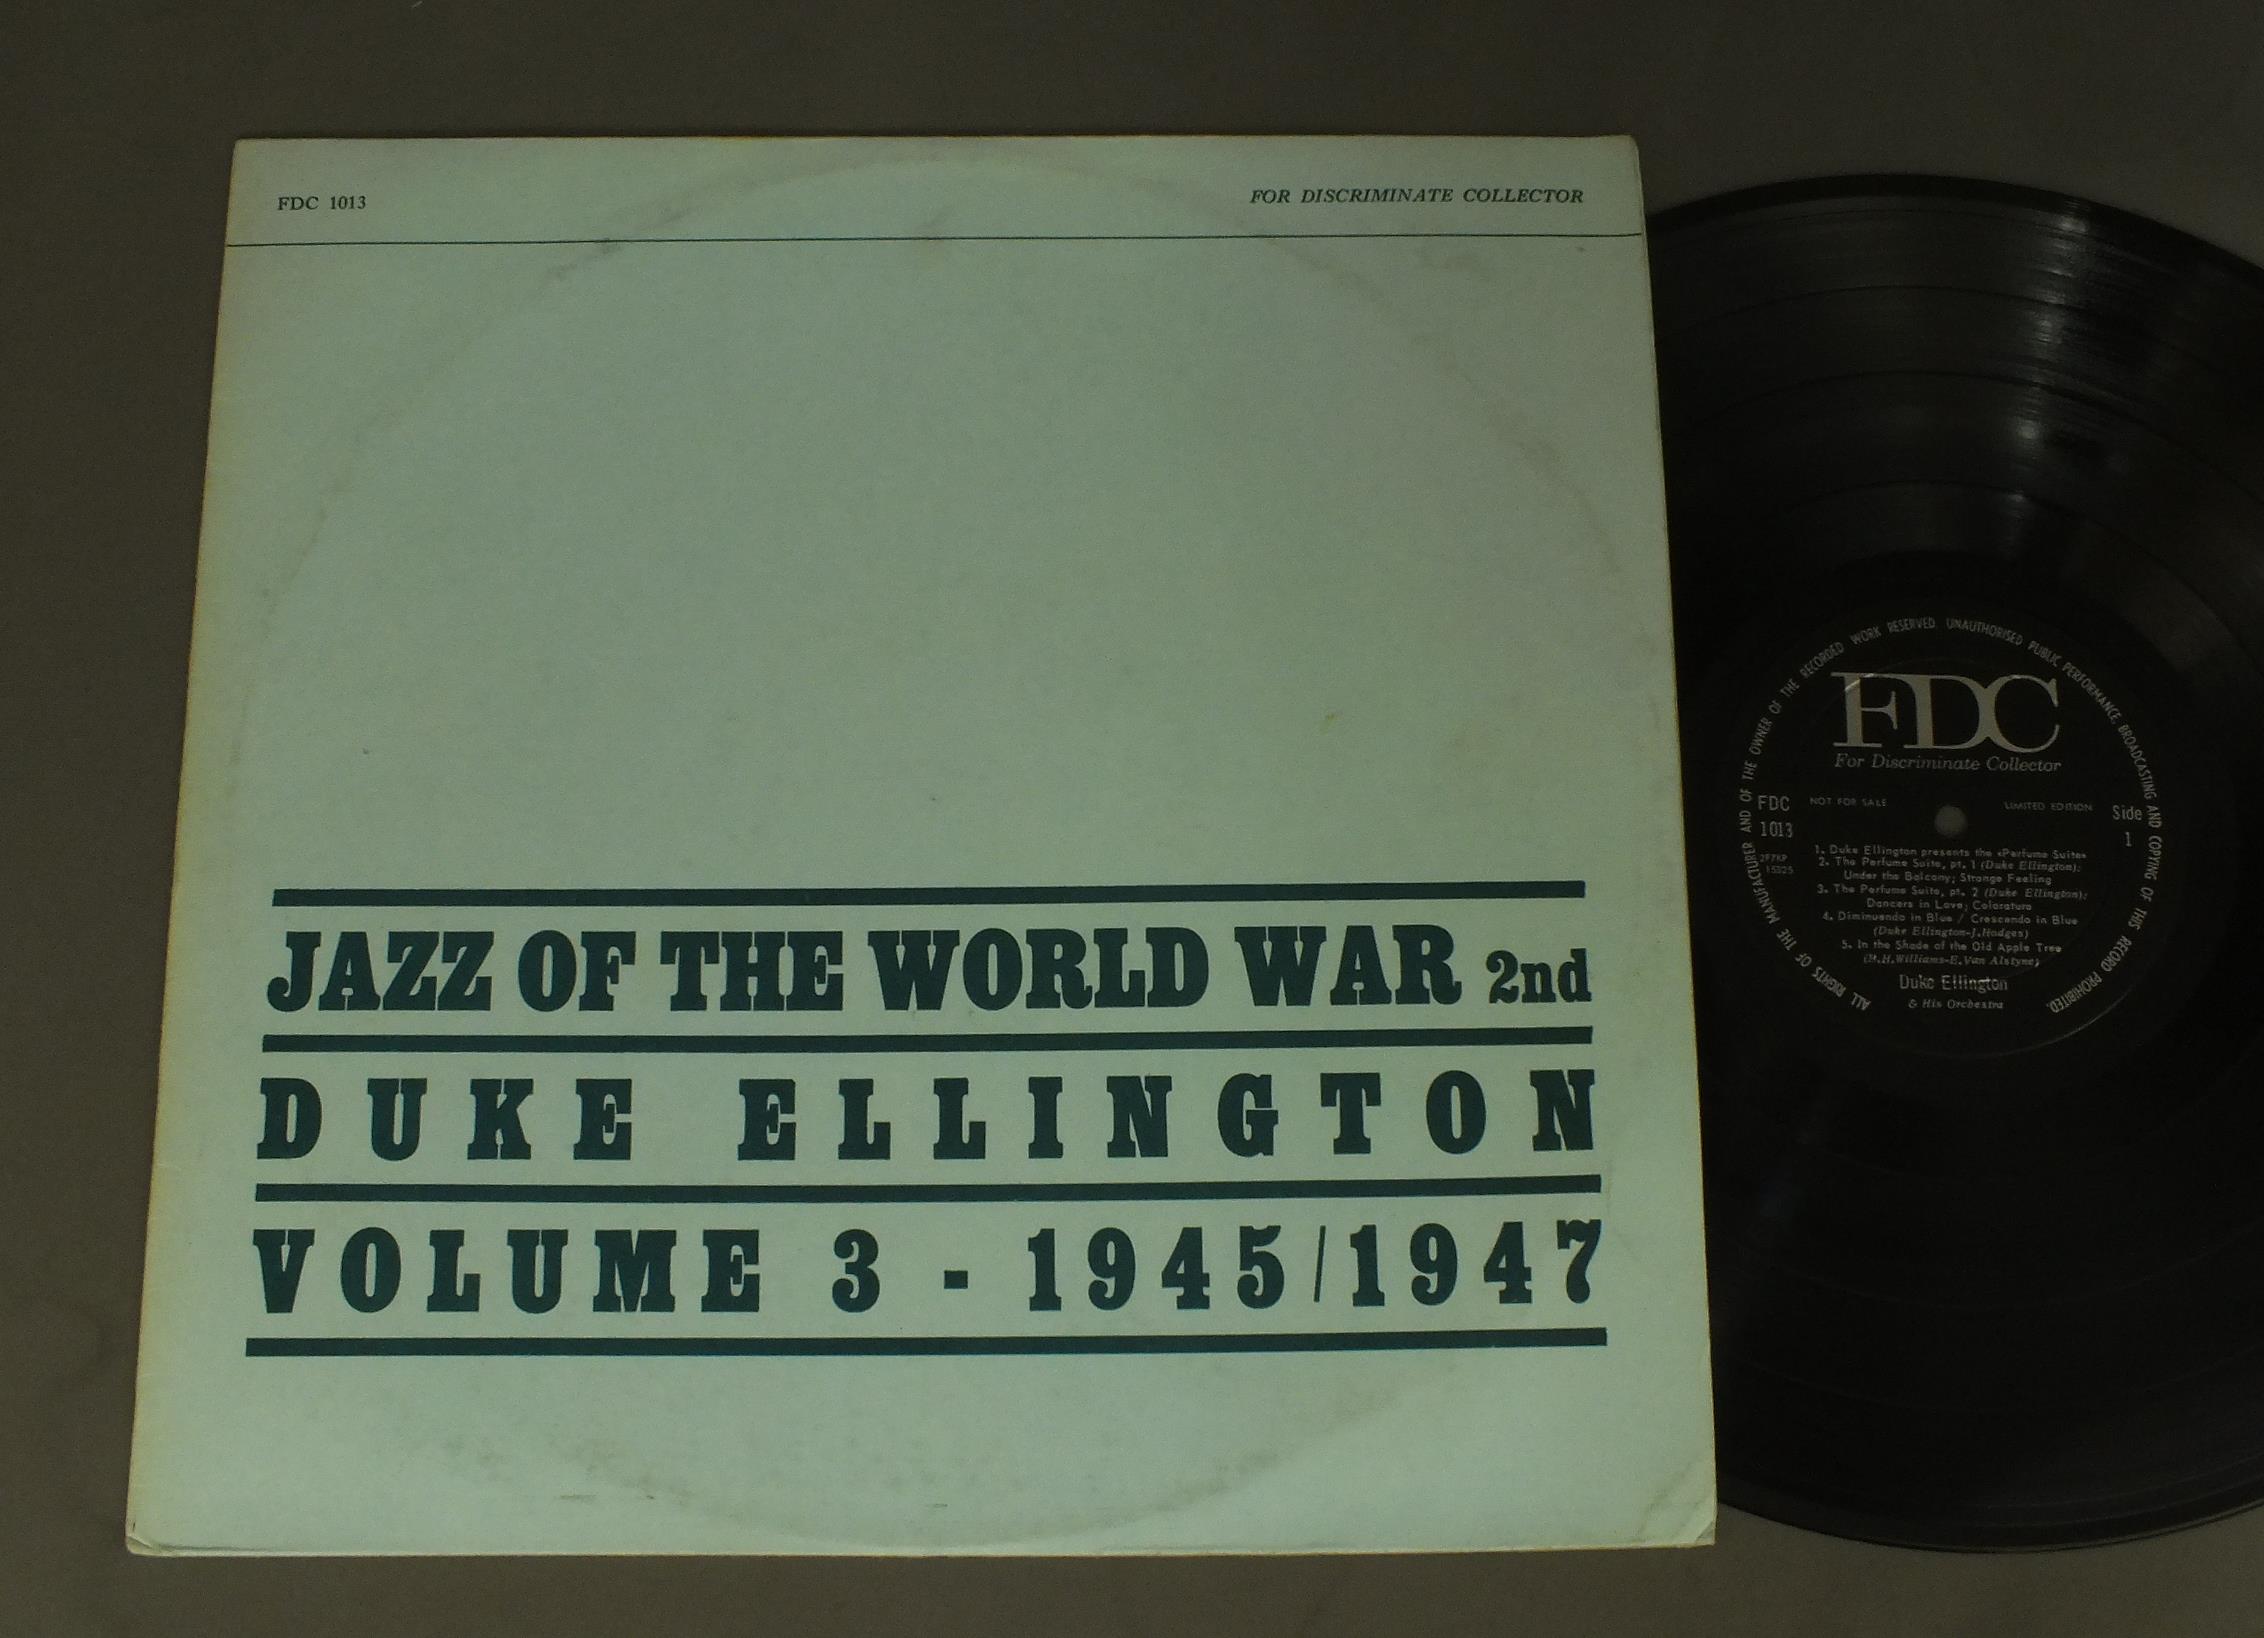 FDC 1013
FOR DISCRIMINATE COLLECTOR
JAZZ OF THE WORLD WAR 2nd
DUKE ELLINGTON
VOLUME 3 - 1945/1947
ALL RIGHTS OF THE MANUFACTURER AND OF THE OWNER OF THE RECORDED WORK RESERVED. UNAUTHORISED PUBLIC PERFORMANCE, BROADCASTING AND COPYING OF THIS RECORD PROHIBITED.
FDC
For Discriminate Collector
FDC
1013
NOT FOR SALE
LIMITED EDITION
Side
1
15325
1. Duke Ellington presents the «Perfume Suite»
2. The Perfume Suite, pt. 1 (Duke Ellington):
Under the Balcony; Strange Feeling
3. The Perfume Suite, pt. 2 (Duke Ellington):
Dancers in Love; Coloratura
4. Diminuendo in Blue / Crescendo in Blue
(Duke Ellington-J.Hodges)
5. In the Shade of the Old Apple Tree
(H.H.Williams-E.Van Alstyne)
Duke Ellington
& His Orchestra